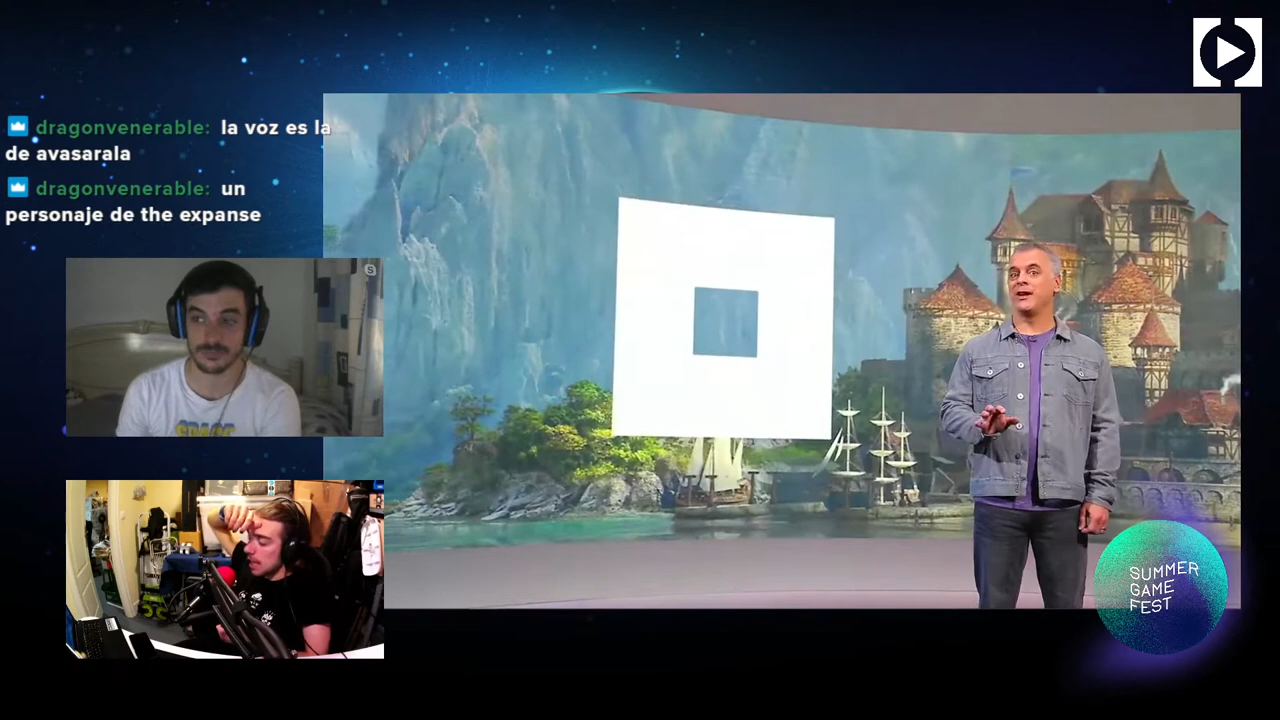 dragonvenerable: la voz es la
de avasarala
dragonvenerable: un
personaje de the expanse
SUMMER
GAME
FEST